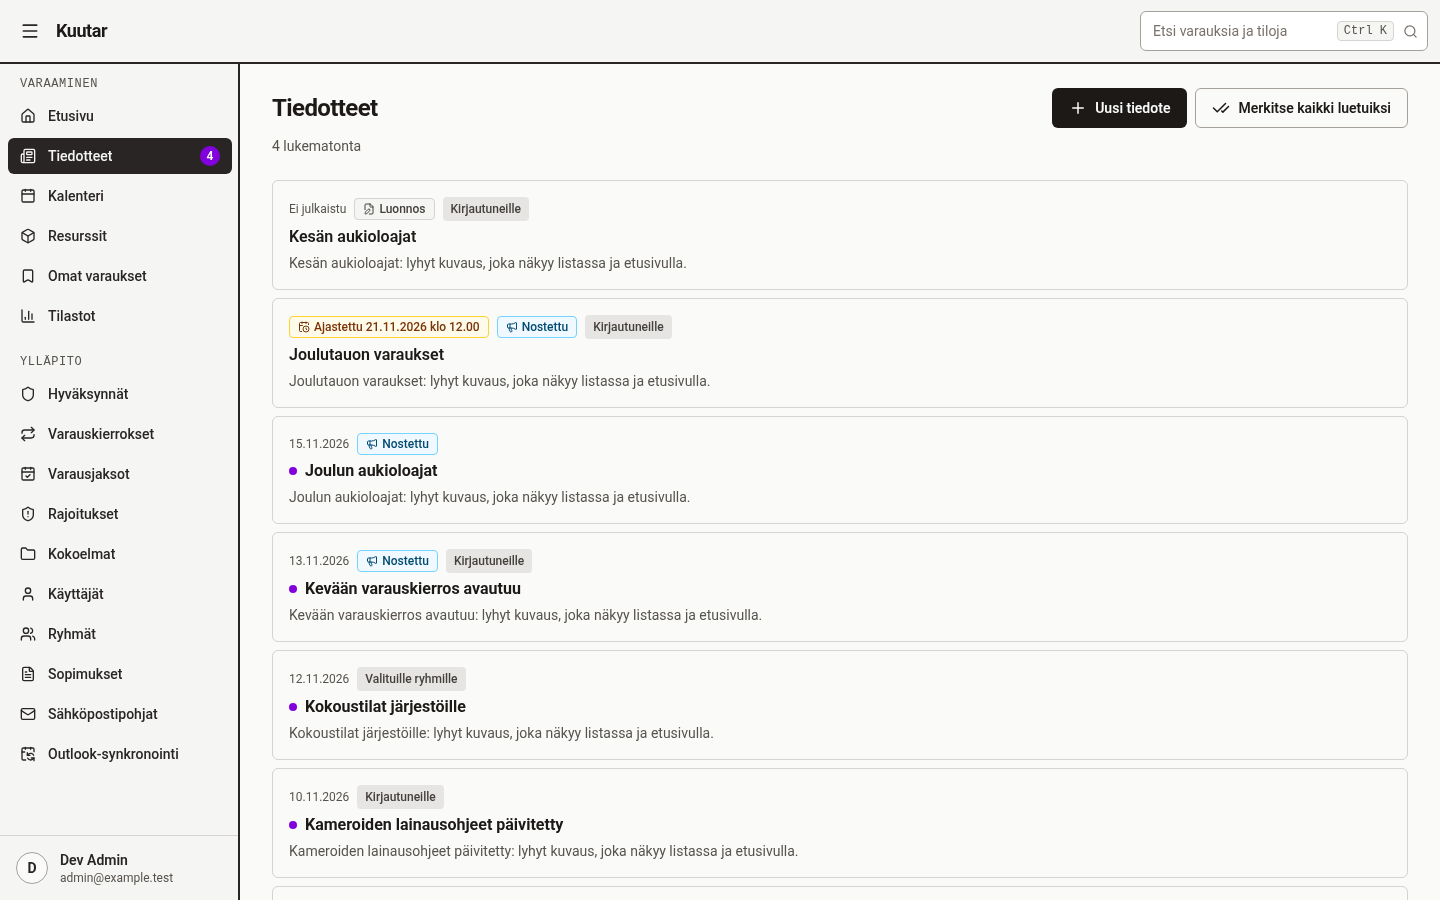 Kuutar
Etsi varauksia ja tiloja
Ctrl K
VARAAMINEN
Etusivu
Tiedotteet
4
Kalenteri
Resurssit
Omat varaukset
Tilastot
YLLÄPITO
Hyväksynnät
Varauskierrokset
Varausjaksot
Rajoitukset
Kokoelmat
Käyttäjät
Ryhmät
Sopimukset
Sähköpostipohjat
Outlook-synkronointi
D
Dev Admin
admin@example.test
Tiedotteet
Uusi tiedote
Merkitse kaikki luetuiksi
4 lukematonta
Ei julkaistu Luonnos Kirjautuneille
Kesän aukioloajat
Kesän aukioloajat: lyhyt kuvaus, joka näkyy listassa ja etusivulla.
Ajastettu 21.11.2026 klo 12.00 Nostettu Kirjautuneille
Joulutauon varaukset
Joulutauon varaukset: lyhyt kuvaus, joka näkyy listassa ja etusivulla.
15.11.2026 Nostettu
Joulun aukioloajat
Joulun aukioloajat: lyhyt kuvaus, joka näkyy listassa ja etusivulla.
13.11.2026 Nostettu Kirjautuneille
Kevään varauskierros avautuu
Kevään varauskierros avautuu: lyhyt kuvaus, joka näkyy listassa ja etusivulla.
12.11.2026 Valituille ryhmille
Kokoustilat järjestöille
Kokoustilat järjestöille: lyhyt kuvaus, joka näkyy listassa ja etusivulla.
10.11.2026 Kirjautuneille
Kameroiden lainausohjeet päivitetty
Kameroiden lainausohjeet päivitetty: lyhyt kuvaus, joka näkyy listassa ja etusivulla.